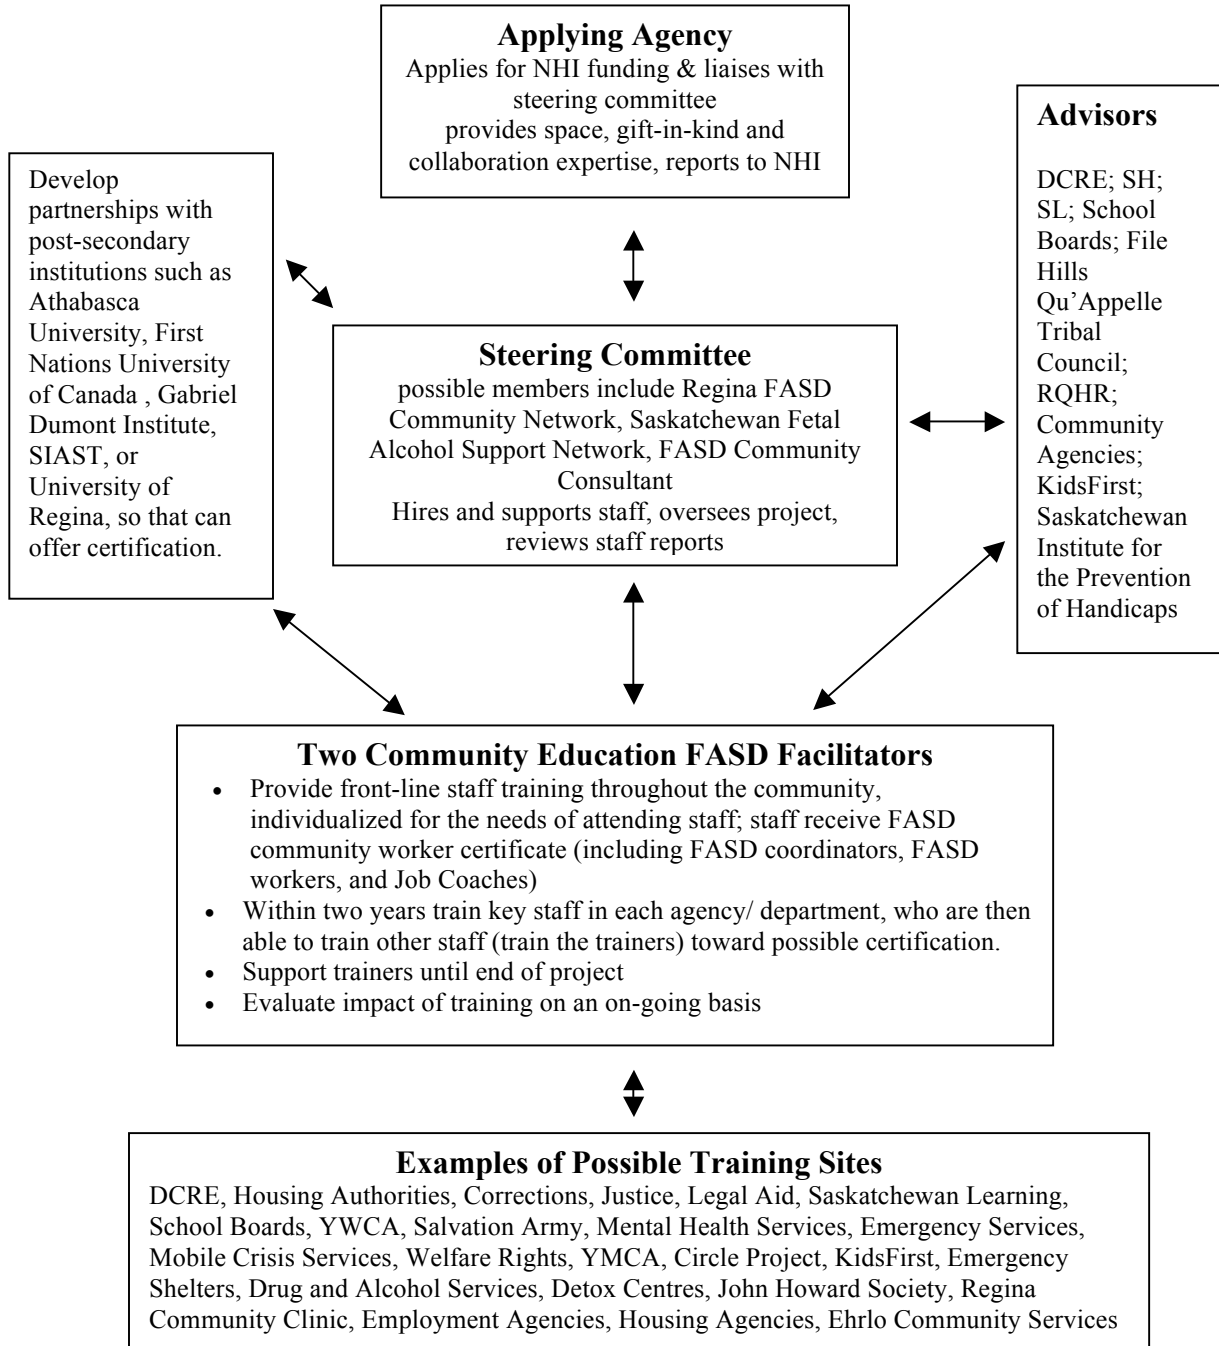 Applying Agency
Applies for NHI funding & liaises with
steering committee
provides space, gift-in-kind and
collaboration expertise, reports to NHI
Develop
partnerships with
post-secondary
institutions such as
Athabasca
University, First
Nations University
of Canada , Gabriel
Dumont Institute,
SIAST, or
University of
Regina, so that can
offer certification.
Steering Committee
possible members include Regina FASD
Community Network, Saskatchewan Fetal
Alcohol Support Network, FASD Community
Consultant
Hires and supports staff, oversees project,
reviews staff reports
Advisors
DCRE; SH;
SL; School
Boards; File
Hills
Qu’Appelle
Tribal
Council;
RQHR;
Community
Agencies;
KidsFirst;
Saskatchewan
Institute for
the Prevention
of Handicaps
Two Community Education FASD Facilitators
• Provide front-line staff training throughout the community,
individualized for the needs of attending staff; staff receive FASD
community worker certificate (including FASD coordinators, FASD
workers, and Job Coaches)
• Within two years train key staff in each agency/ department, who are then
able to train other staff (train the trainers) toward possible certification.
• Support trainers until end of project
• Evaluate impact of training on an on-going basis
Examples of Possible Training Sites
DCRE, Housing Authorities, Corrections, Justice, Legal Aid, Saskatchewan Learning,
School Boards, YWCA, Salvation Army, Mental Health Services, Emergency Services,
Mobile Crisis Services, Welfare Rights, YMCA, Circle Project, KidsFirst, Emergency
Shelters, Drug and Alcohol Services, Detox Centres, John Howard Society, Regina
Community Clinic, Employment Agencies, Housing Agencies, Ehrlo Community Services